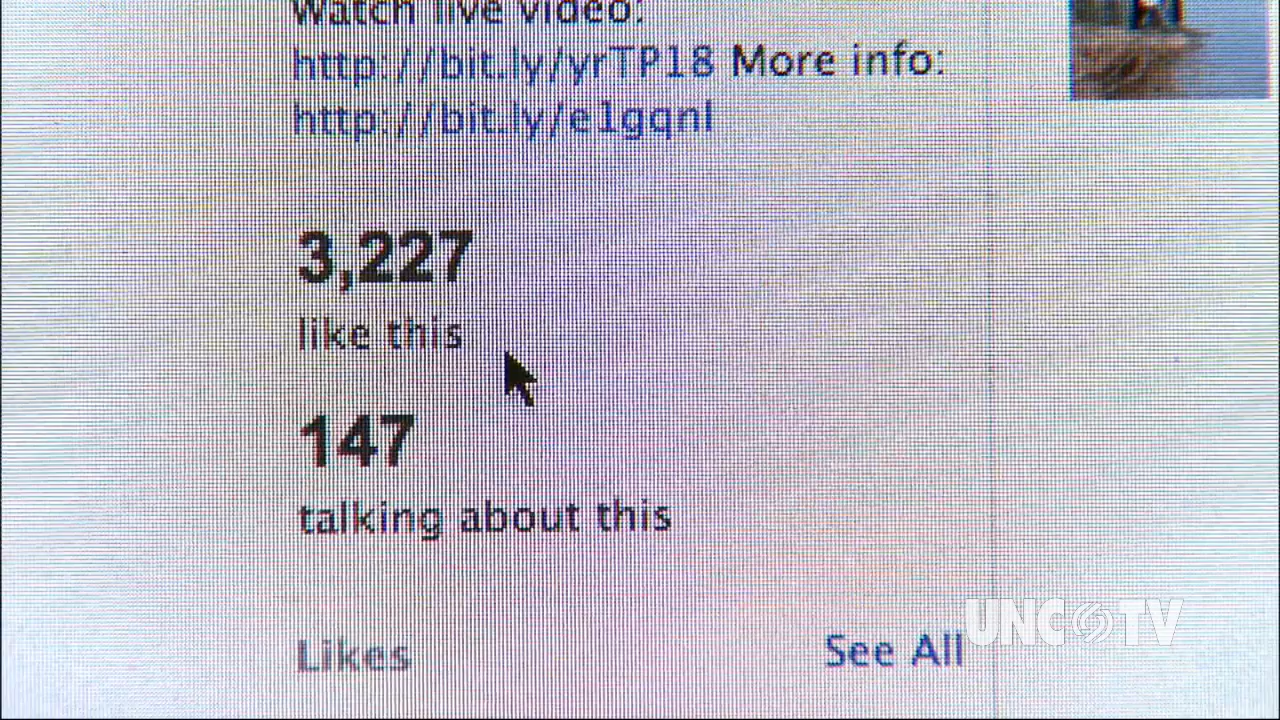 Watch live video:
http://bit.ly/yrTP18 More info:
http://bit.ly/e1gqnl
3,227
like this
147
talking about this
Likes
See All
UNC TV